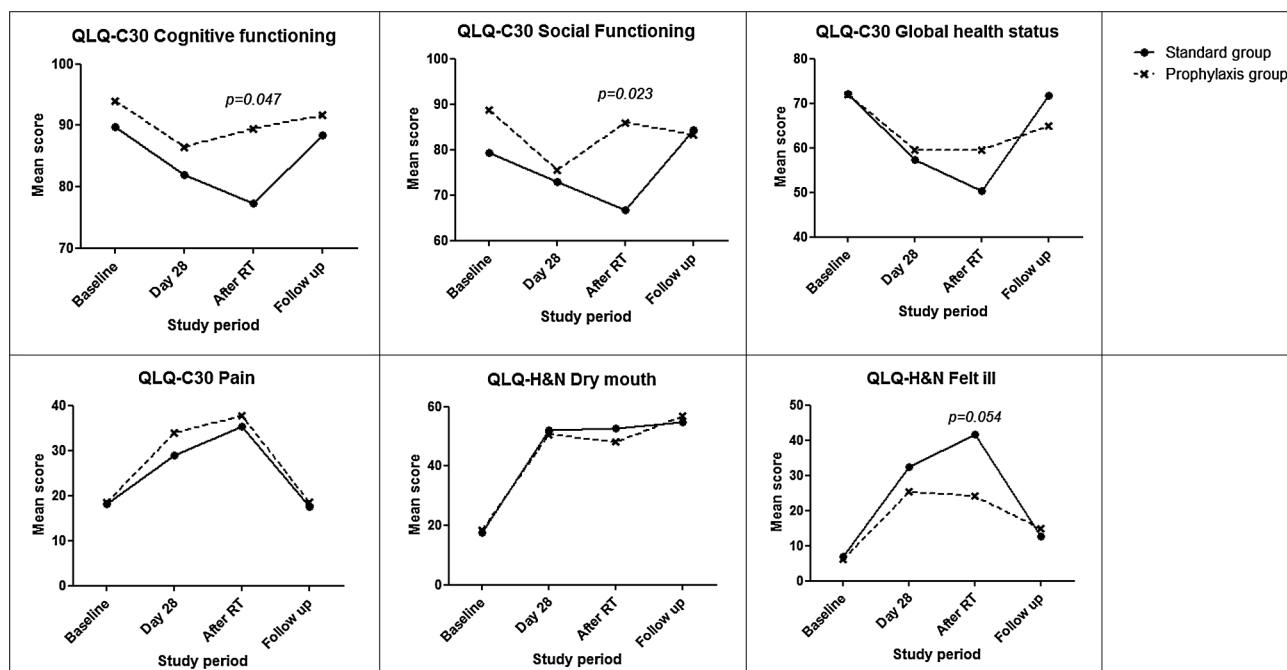 QLQ-C30 Cognitive functioning
100
90
80
70
Mean score
p=0.047
Baseline
Day 28
After RT
Follow up
Study period
QLQ-C30 Social Functioning
100
90
80
70
60
Mean score
p=0.023
Baseline
Day 28
After RT
Follow up
Study period
QLQ-C30 Global health status
80
70
60
50
40
Mean score
Baseline
Day 28
After RT
Follow up
Study period
Standard group
Prophylaxis group
QLQ-C30 Pain
40
30
20
10
0
Mean score
Baseline
Day 28
After RT
Follow up
Study period
QLQ-H&N Dry mouth
60
40
20
0
Mean score
Baseline
Day 28
After RT
Follow up
Study period
QLQ-H&N Felt ill
50
40
30
20
10
0
Mean score
p=0.054
Baseline
Day 28
After RT
Follow up
Study period